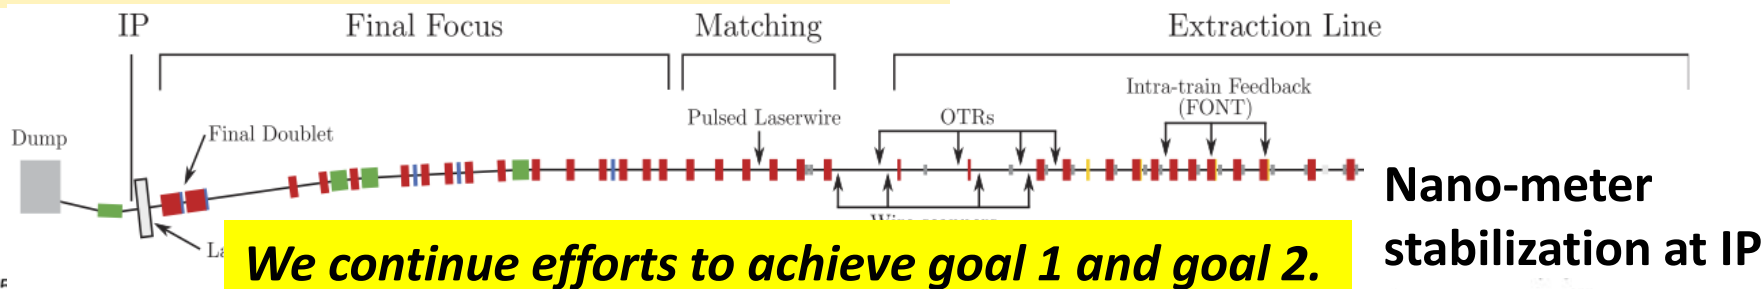 IP
Final Focus
Matching
Extraction Line
Intra-train Feedback
(FONT)
Pulsed Laserwire
OTRs
Dump
Final Doublet
Nano-meter
stabilization at IP
We continue efforts to achieve goal 1 and goal 2.